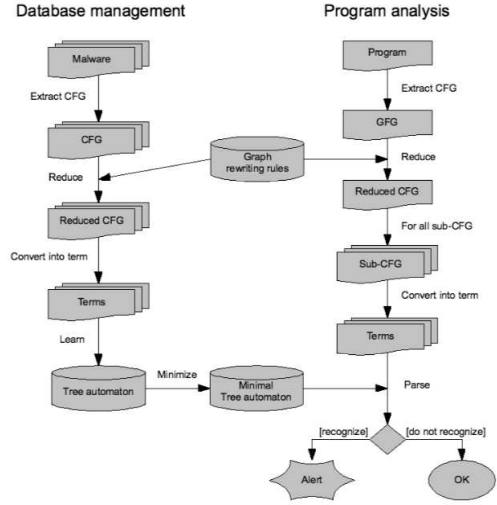 Database management
Program analysis
Malware
Program
Extract CFG
Extract CFG
CFG
GFG
Graph
rewriting rules
Reduce
Reduce
Reduced CFG
Reduced CFG
For all sub-CFG
Convert into term
Sub-CFG
Convert into term
Terms
Terms
Learn
Tree automaton
Minimize
Minimal
Tree automaton
Parse
[recognize]
[do not recognize]
Alert
OK